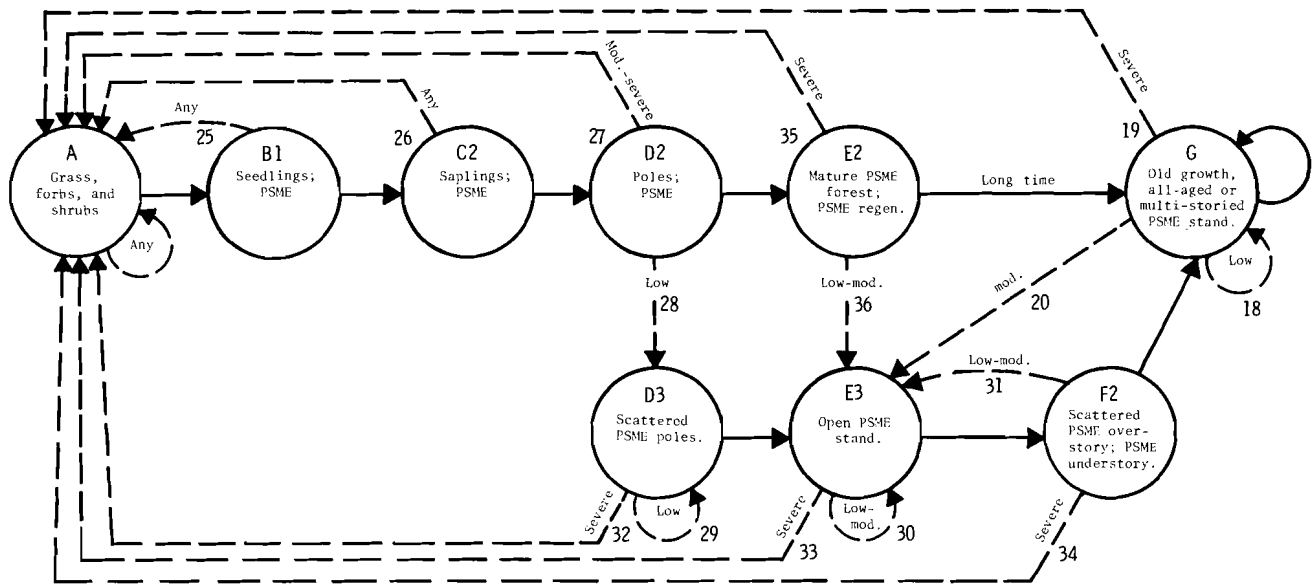 Severe
Mod.-severe
Severe
Any
Any
25
26
27
35
19
A
Grass,
forbs, and
shrubs
B1
Seedlings;
PSME
C2
Saplings;
PSME
D2
Poles;
PSME
E2
Mature PSME
forest;
PSME regen.
Long time
G
Old growth,
all-aged or
multi-storied
PSME stand.
Any
Low
28
Low-mod.
36
mod.
20
Low
18
Low-mod.
31
D3
Scattered
PSME poles.
E3
Open PSME
stand.
F2
Scattered
PSME over-
story; PSME
understory.
Severe
32
Low
29
Severe
33
Low-
mod.
30
Severe
34